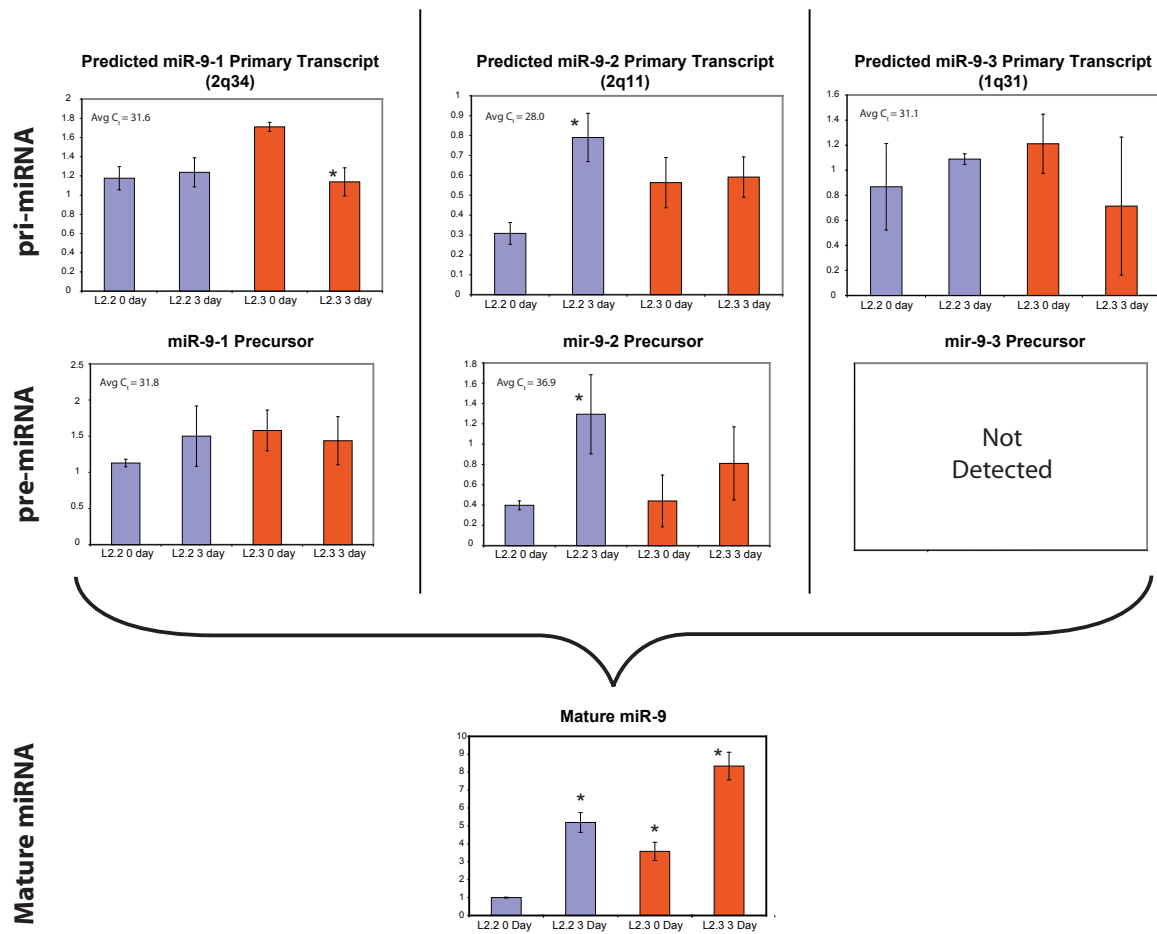 pri-miRNA
Predicted miR-9-1 Primary Transcript
(2q34)
2
1.8
1.6
1.4
1.2
1
0.8
0.6
0.4
0.2
0
Avg Ct = 31.6
*
L2.2 0 day L2.2 3 day L2.3 0 day L2.3 3 day
Predicted miR-9-2 Primary Transcript
(2q11)
1
0.9
0.8
0.7
0.6
0.5
0.4
0.3
0.2
0.1
0
Avg Ct = 28.0
*
L2.2 0 day L2.2 3 day L2.3 0 day L2.3 3 day
Predicted miR-9-3 Primary Transcript
(1q31)
1.6
1.4
1.2
1
0.8
0.6
0.4
0.2
0
Avg Ct = 31.1
L2.2 0 day L2.2 3 day L2.3 0 day L2.3 3 day
pre-miRNA
miR-9-1 Precursor
2.5
2
1.5
1
0.5
0
Avg Ct = 31.8
L2.2 0 day L2.2 3 day L2.3 0 day L2.3 3 day
mir-9-2 Precursor
1.8
1.6
1.4
1.2
1
0.8
0.6
0.4
0.2
0
Avg Ct = 36.9
*
L2.2 0 day L2.2 3 day L2.3 0 day L2.3 3 day
mir-9-3 Precursor
Not
Detected
Mature miRNA
Mature miR-9
10
9
8
7
6
5
4
3
2
1
0
*
*
*
L2.2 0 Day L2.2 3 Day L2.3 0 Day L2.3 3 Day